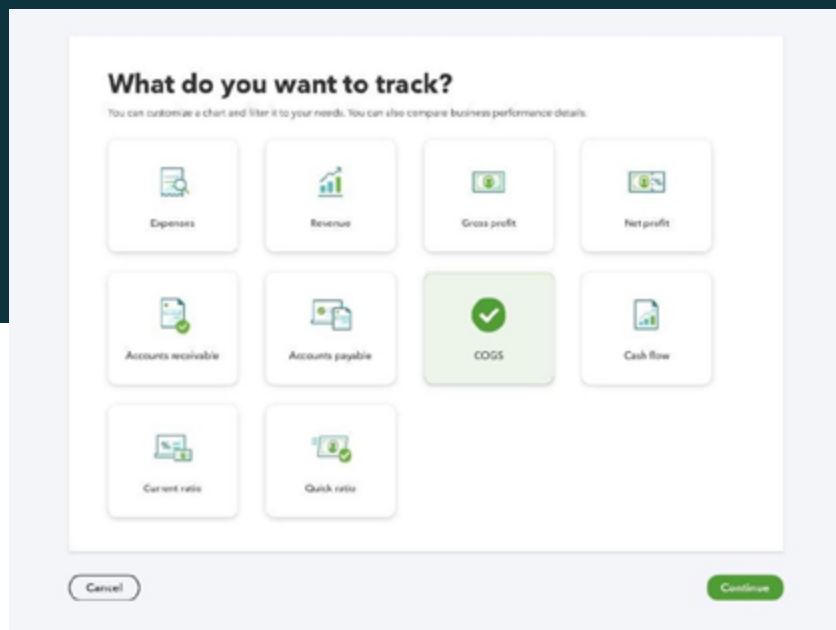 What do you want to track?
You can customize a chart and filter it to your needs. You can also compare business performance details.
Expenses
Revenue
Gross profit
Net profit
Accounts receivable
Accounts payable
COGS
Cash flow
Current ratio
Quick ratio
Cancel
Continue